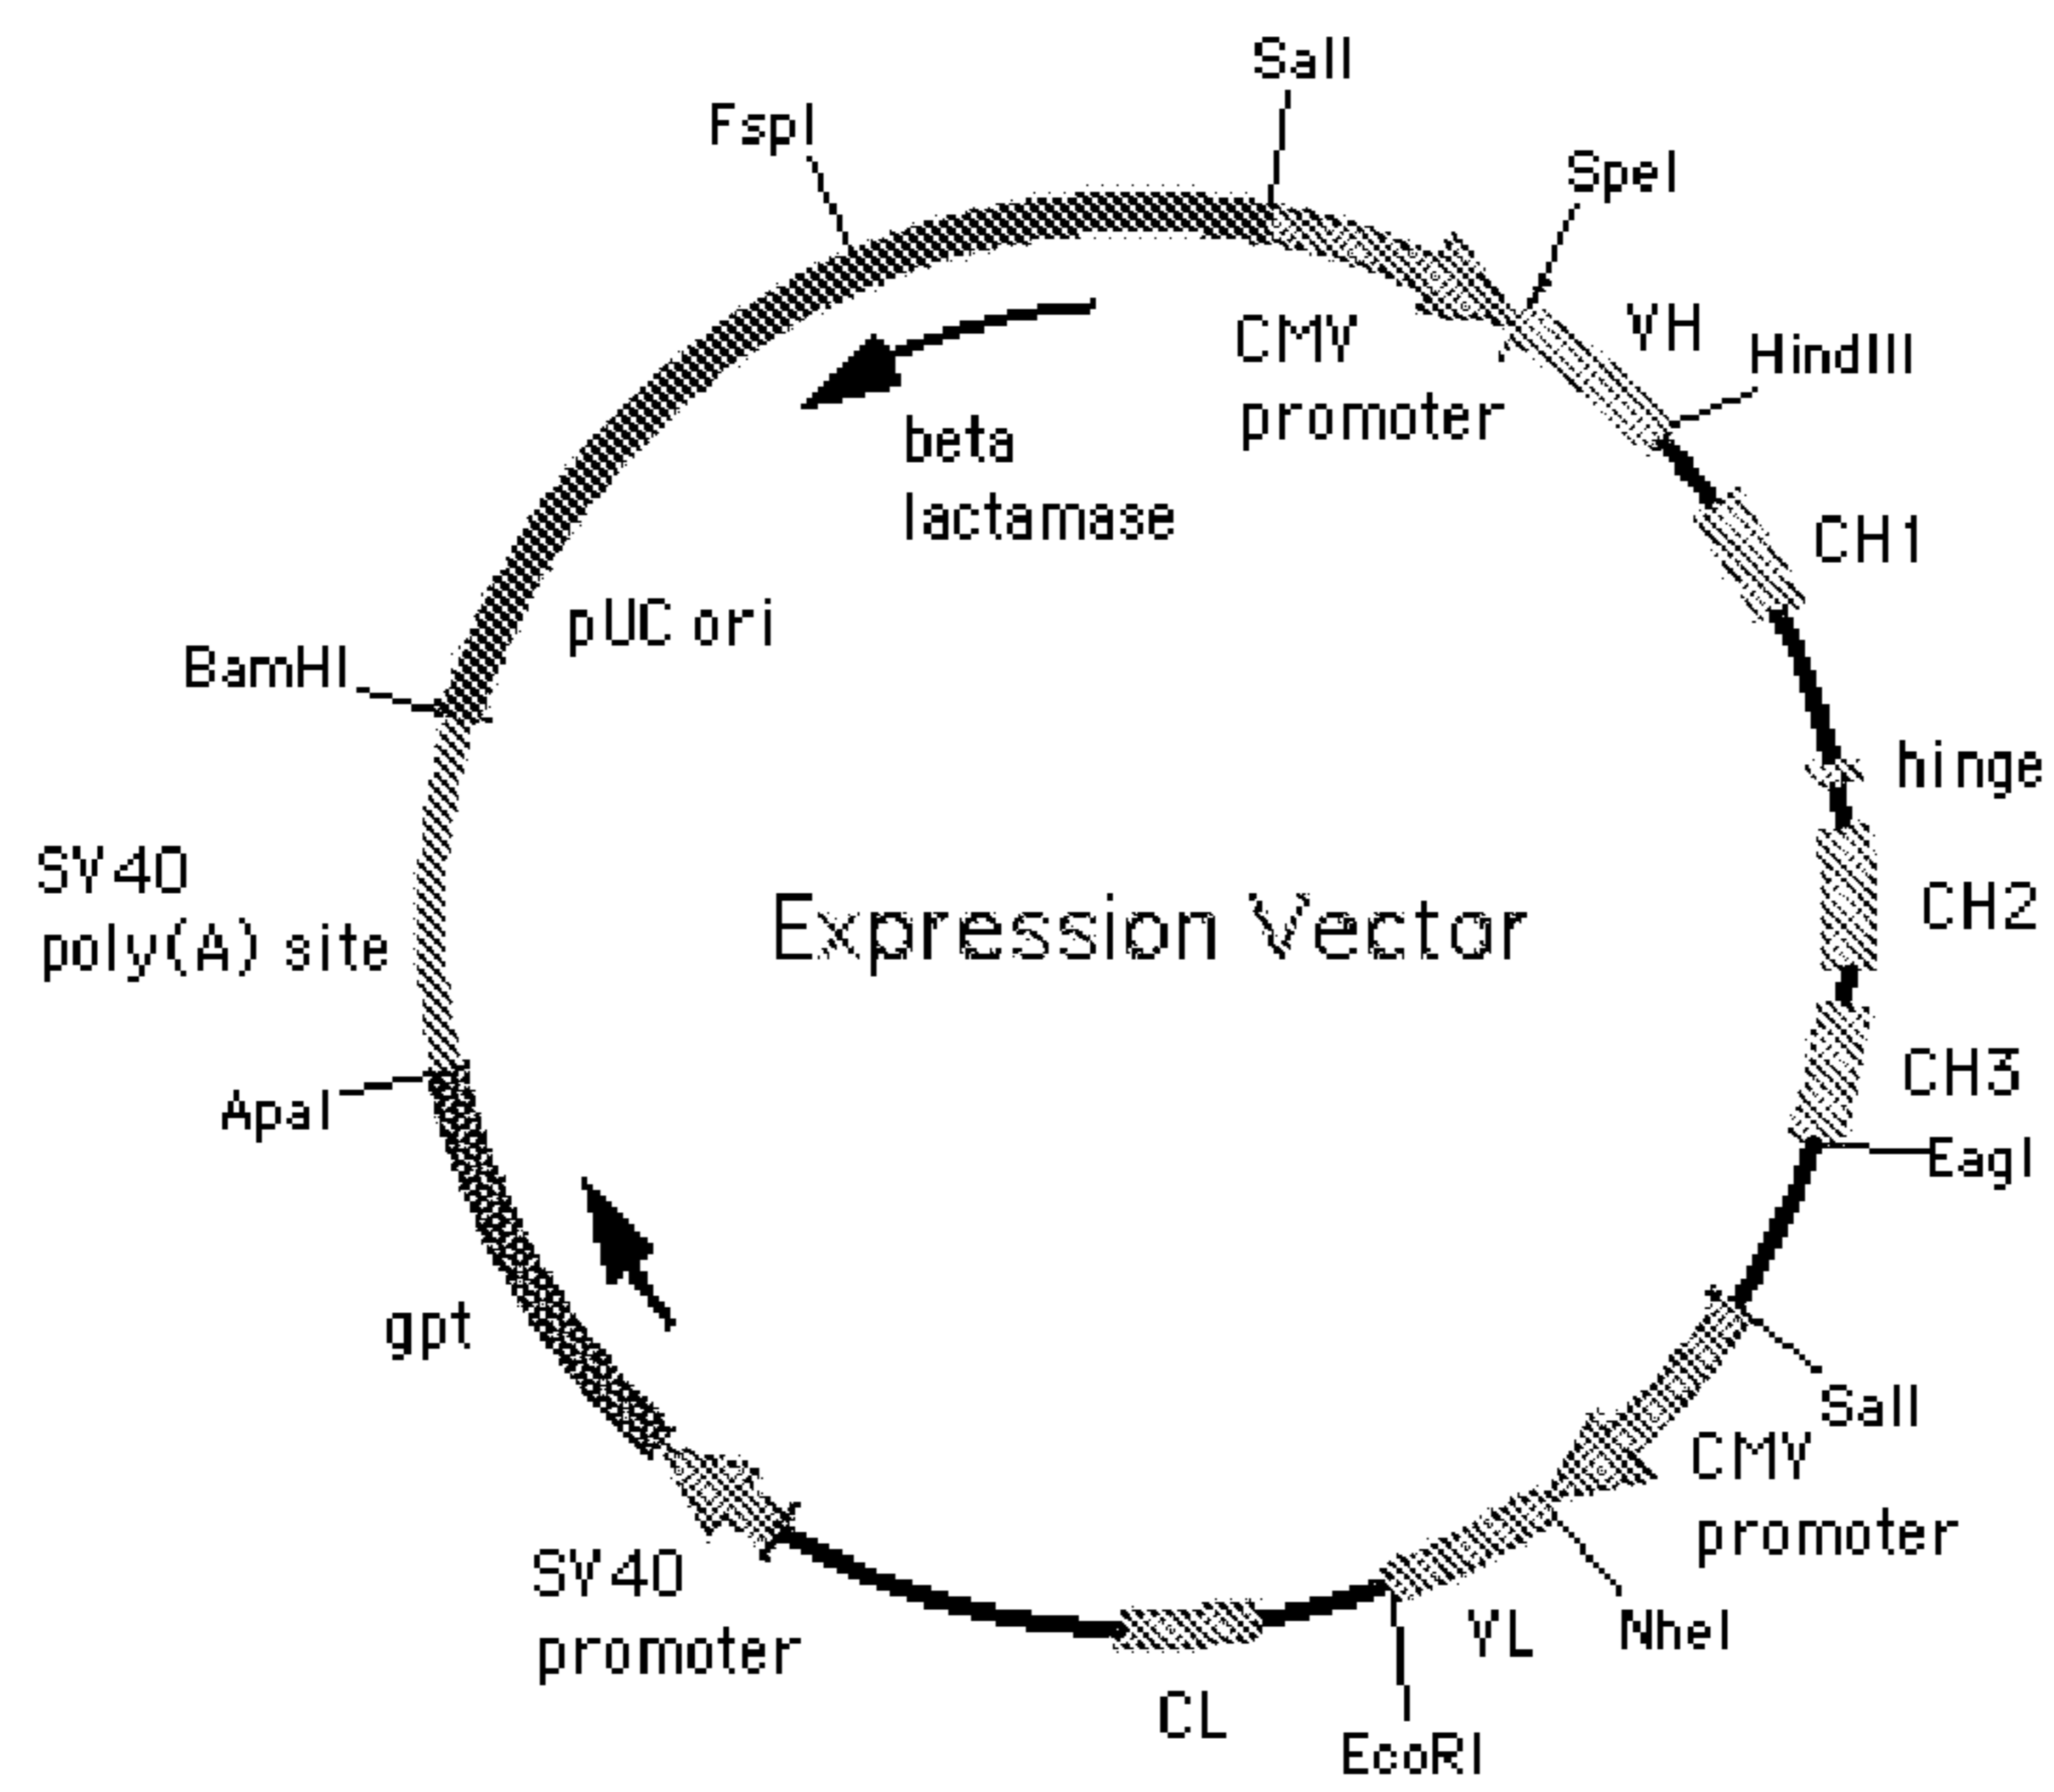 SalI
FspI
SpeI
VH
HindIII
CMV
promoter
beta
lactamase
CH1
pUC ori
BamHI
hinge
SV40
poly(A) site
Expression Vector
CH2
CH3
ApaI
EagI
gpt
SalI
CMV
promoter
SV40
promoter
VL
NheI
CL
EcoRI